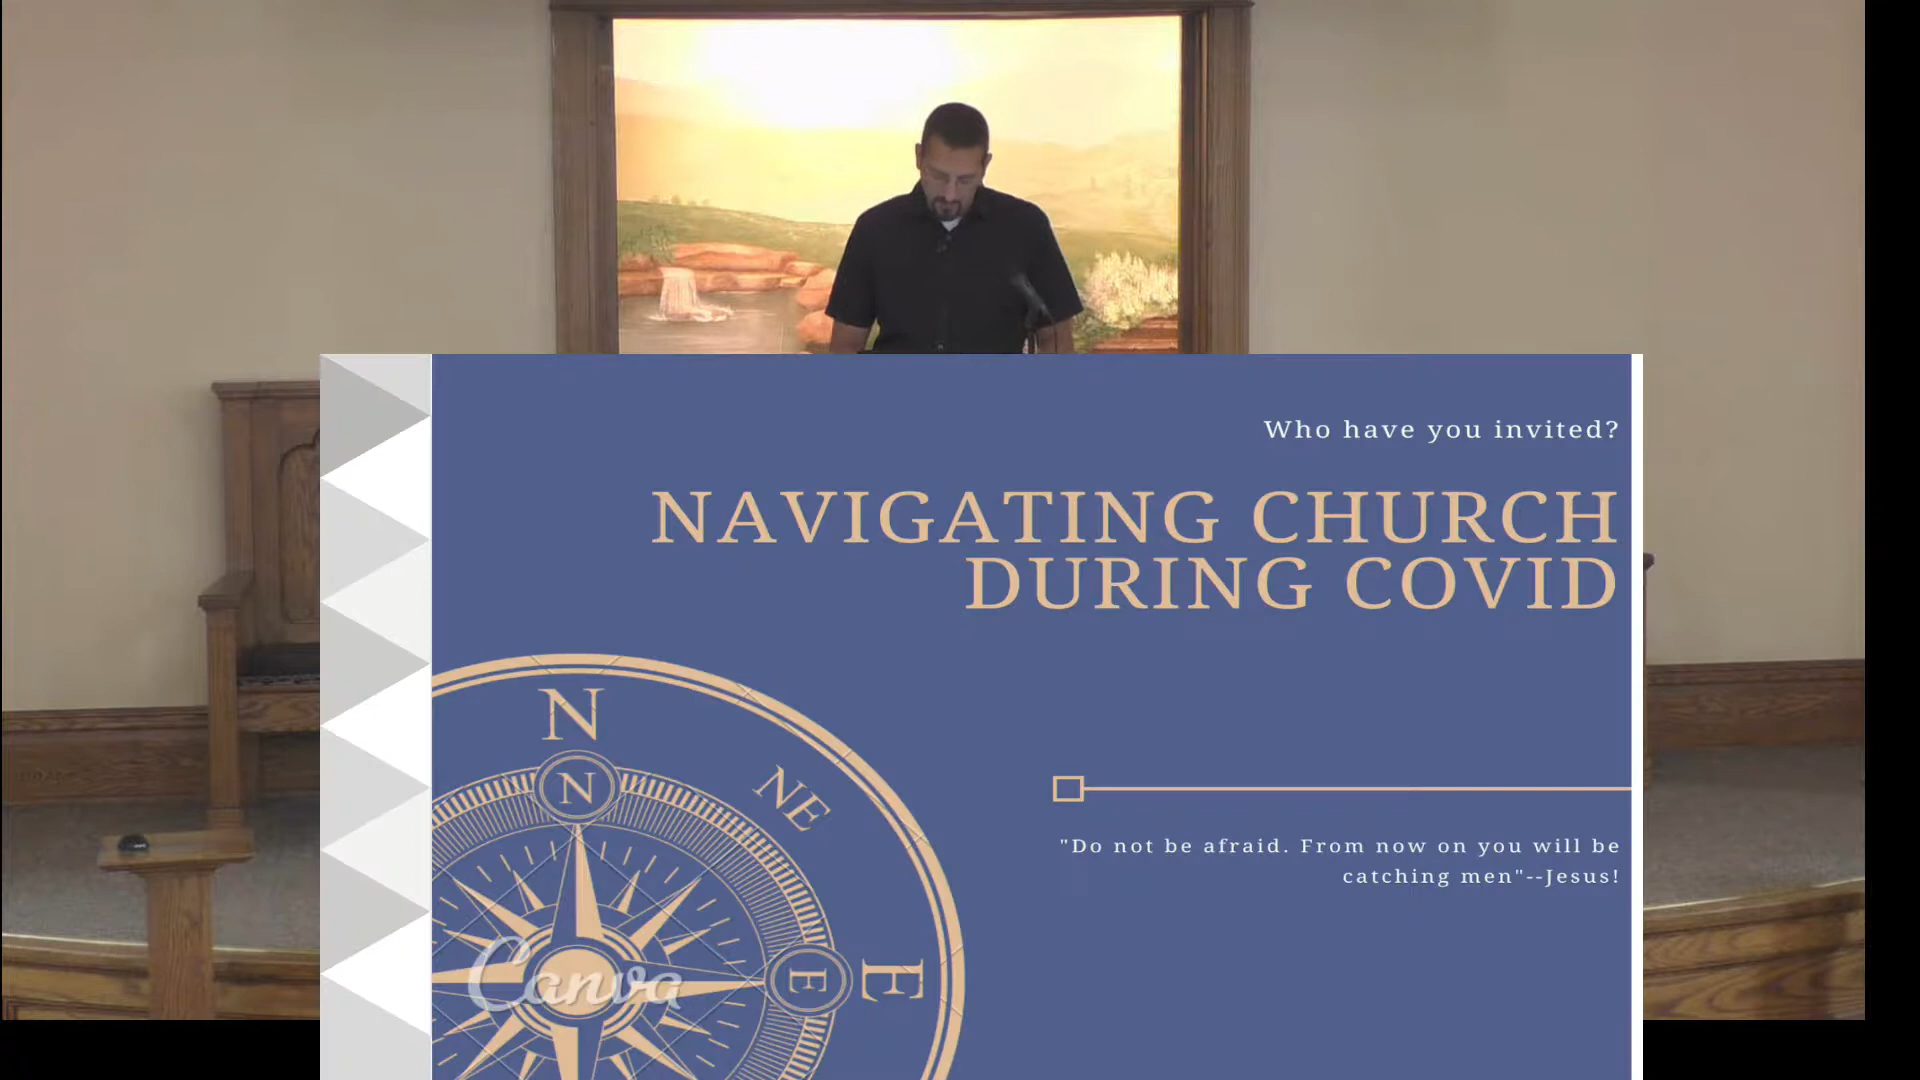 Who have you invited?
NAVIGATING CHURCH
DURING COVID
N
N
NE
E
E
Canva
"Do not be afraid. From now on you will be
catching men"--Jesus!